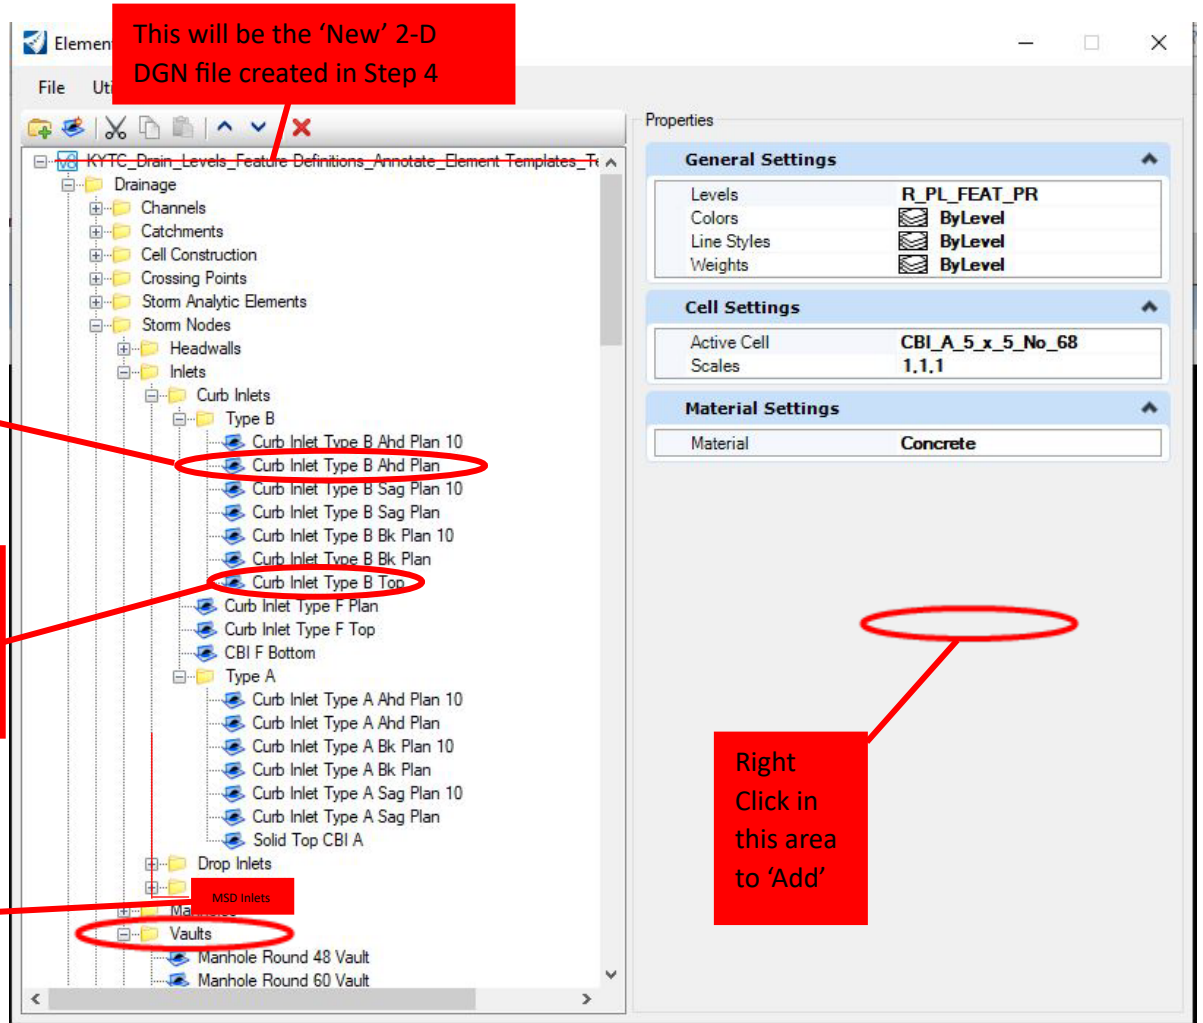 This will be the ‘New’ 2-D
DGN file created in Step 4
Elemen
File Uti
KYTC_Drain_Levels_Feature Definitions_Annotate_Element Templates_Te
Drainage
Channels
Catchments
Cell Construction
Crossing Points
Storm Analytic Elements
Storm Nodes
Headwalls
Inlets
Curb Inlets
Type B
Curb Inlet Type B Ahd Plan 10
Curb Inlet Type B Ahd Plan
Curb Inlet Type B Sag Plan 10
Curb Inlet Type B Sag Plan
Curb Inlet Type B Bk Plan 10
Curb Inlet Type B Bk Plan
Curb Inlet Type B Top
Curb Inlet Type F Plan
Curb Inlet Type F Top
CBI F Bottom
Type A
Curb Inlet Type A Ahd Plan 10
Curb Inlet Type A Ahd Plan
Curb Inlet Type A Bk Plan 10
Curb Inlet Type A Bk Plan
Curb Inlet Type A Sag Plan 10
Curb Inlet Type A Sag Plan
Solid Top CBI A
Drop Inlets
MSD Inlets
Vaults
Manhole Round 48 Vault
Manhole Round 60 Vault
Properties
General Settings
Levels R_PL_FEAT_PR
Colors ByLevel
Line Styles ByLevel
Weights ByLevel
Cell Settings
Active Cell CBI_A_5_x_5_No_68
Scales 1,1,1
Material Settings
Material Concrete
Right
Click in
this area
to ‘Add’